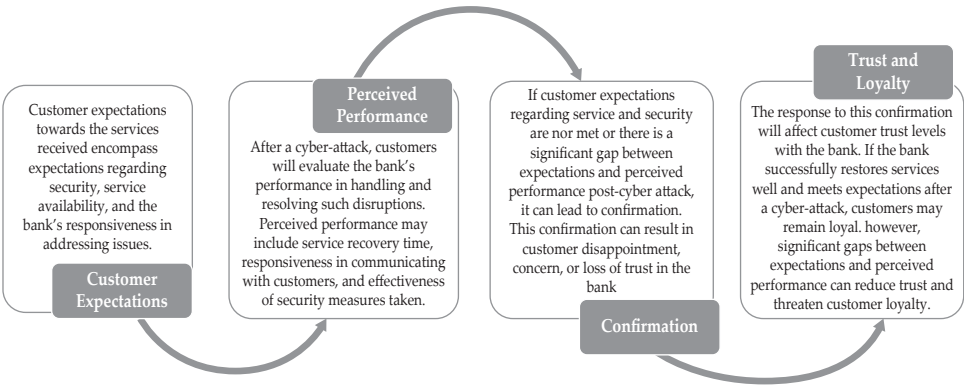 Customer expectations
towards the services
received encompass
expectations regarding
security, service
availability, and the
bank's responsiveness in
addressing issues.
Customer
Expectations
Perceived
Performance
After a cyber-attack, customers
will evaluate the bank's
performance in handling and
resolving such disruptions.
Perceived performance may
include service recovery time,
responsiveness in communicating
with customers, and effectiveness
of security measures taken.
If customer expectations
regarding service and security
are nor met or there is a
significant gap between
expectations and perceived
performance post-cyber attack,
it can lead to confirmation.
This confirmation can result in
customer disappointment,
concern, or loss of trust in the
bank
Confirmation
Trust and
Loyalty
The response to this confirmation
will affect customer trust levels
with the bank. If the bank
successfully restores services
well and meets expectations after
a cyber-attack, customers may
remain loyal. however,
significant gaps between
expectations and perceived
performance can reduce trust and
threaten customer loyalty.